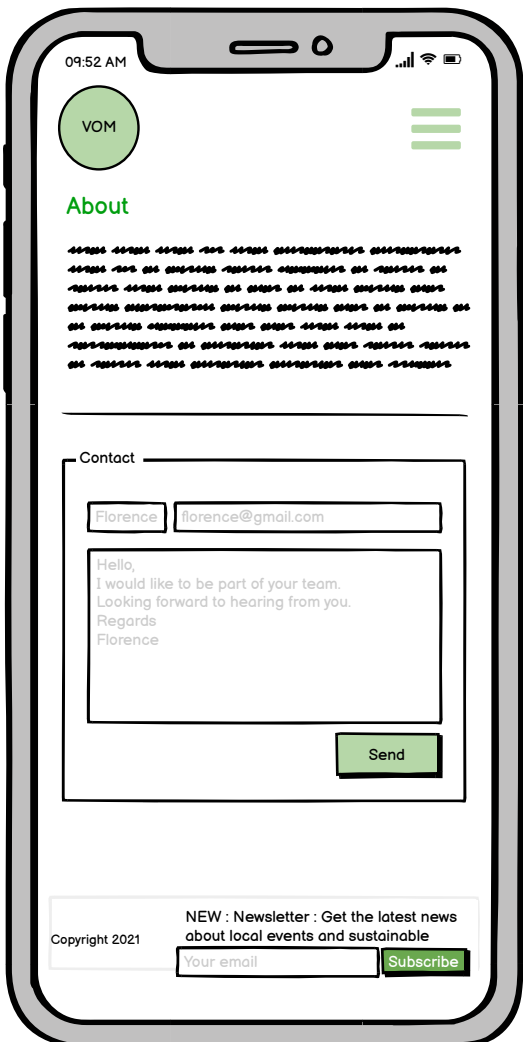 09:52 AM
VOM
About
Contact
Florence
florence@gmail.com
Hello,
I would like to be part of your team.
Looking forward to hearing from you.
Regards
Florence
Send
NEW : Newsletter : Get the latest news
about local events and sustainable
Copyright 2021
Your email
Subscribe